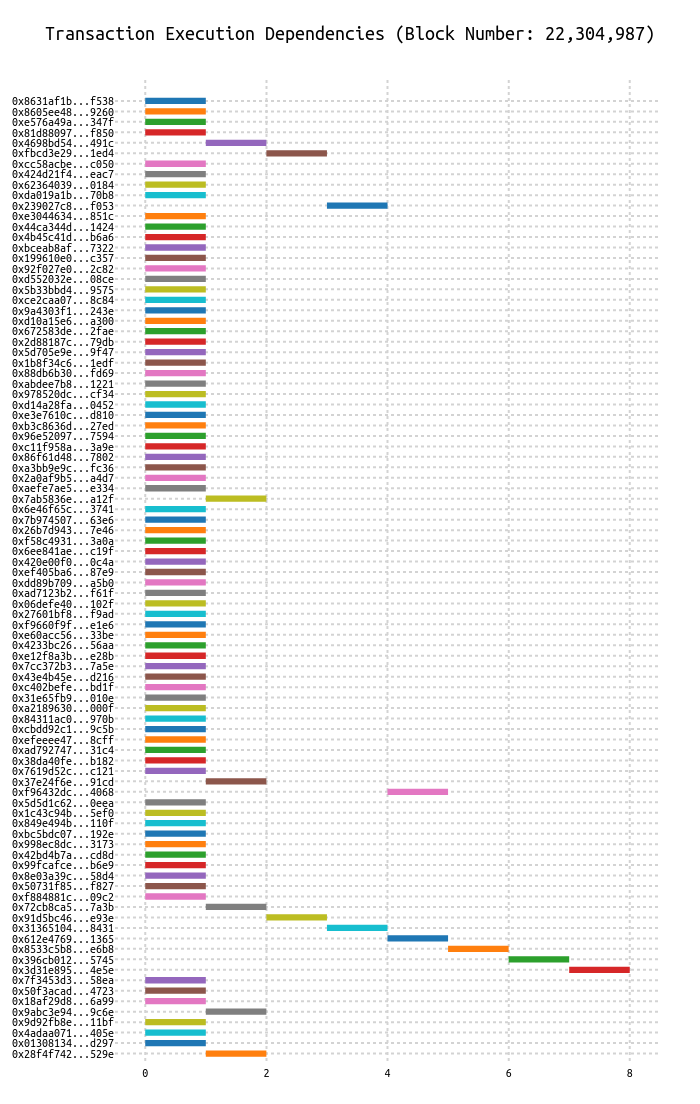 Transaction Execution Dependencies (Block Number: 22,304,987)
0x8631af1b...f538
0x8605ee48...9260
0xe576a49a...347f
0x81d88097...f850
0x4698bd54...491c
0xfbcd3e29...1ed4
0xcc58acbe...c050
0x424d21f4...eac7
0x62364039...0184
0xda019a1b...70b8
0x239027c8...f053
0xe3044634...851c
0x44ca344d...1424
0x4b45c41d...b6a6
0xbceab8af...7322
0x199610e0...c357
0x92f027e0...2c82
0xd552032e...08ce
0x5b33bbd4...9575
0xce2caa07...8c84
0x9a4303f1...243e
0xd10a15e6...a300
0x672583de...2fae
0x2d88187c...79db
0x5d705e9e...9f47
0x1b8f34c6...1edf
0x88db6b30...fd69
0xabdee7b8...1221
0x978520dc...cf34
0xd14a28fa...0452
0xe3e7610c...d810
0xb3c8636d...27ed
0x96e52097...7594
0xc11f958a...3a9e
0x86f61d48...7802
0xa3bb9e9c...fc36
0x2a0af9b5...a4d7
0xaefe7ae5...e334
0x7ab5836e...a12f
0x6e46f65c...3741
0x7b974507...63e6
0x26b7d943...7e46
0xf58c4931...3a0a
0x6ee841ae...c19f
0x420e00f0...0c4a
0xef405ba6...87e9
0xdd89b709...a5b0
0xad7123b2...f61f
0x06defe40...102f
0x27601bf8...f9ad
0xf9660f9f...e1e6
0xe60acc56...33be
0x4233bc26...56aa
0xe12f8a3b...e28b
0x7cc372b3...7a5e
0x43e4b45e...d216
0xc402befe...bd1f
0x31e65fb9...010e
0xa2189630...000f
0x84311ac0...970b
0xcbdd92c1...9c5b
0xefeeee47...8cff
0xad792747...31c4
0x38da40fe...b182
0x7619d52c...c121
0x37e24f6e...91cd
0xf96432dc...4068
0x5d5d1c62...0eea
0x1c43c94b...5ef0
0x849e494b...110f
0xbc5bdc07...192e
0x998ec8dc...3173
0x42bd4b7a...cd8d
0x99fcafce...b6e9
0x8e03a39c...58d4
0x50731f85...f827
0xf884881c...09c2
0x72cb8ca5...7a3b
0x91d5bc46...e93e
0x31365104...8431
0x612e4769...1365
0x8533c5b8...e6b8
0x396cb012...5745
0x3d31e895...4e5e
0x7f3453d3...58ea
0x50f3acad...4723
0x18af29d8...6a99
0x9abc3e94...9c6e
0x9d92fb8e...11bf
0x4adaa071...405e
0x01308134...d297
0x28f4f742...529e
0 2 4 6 8